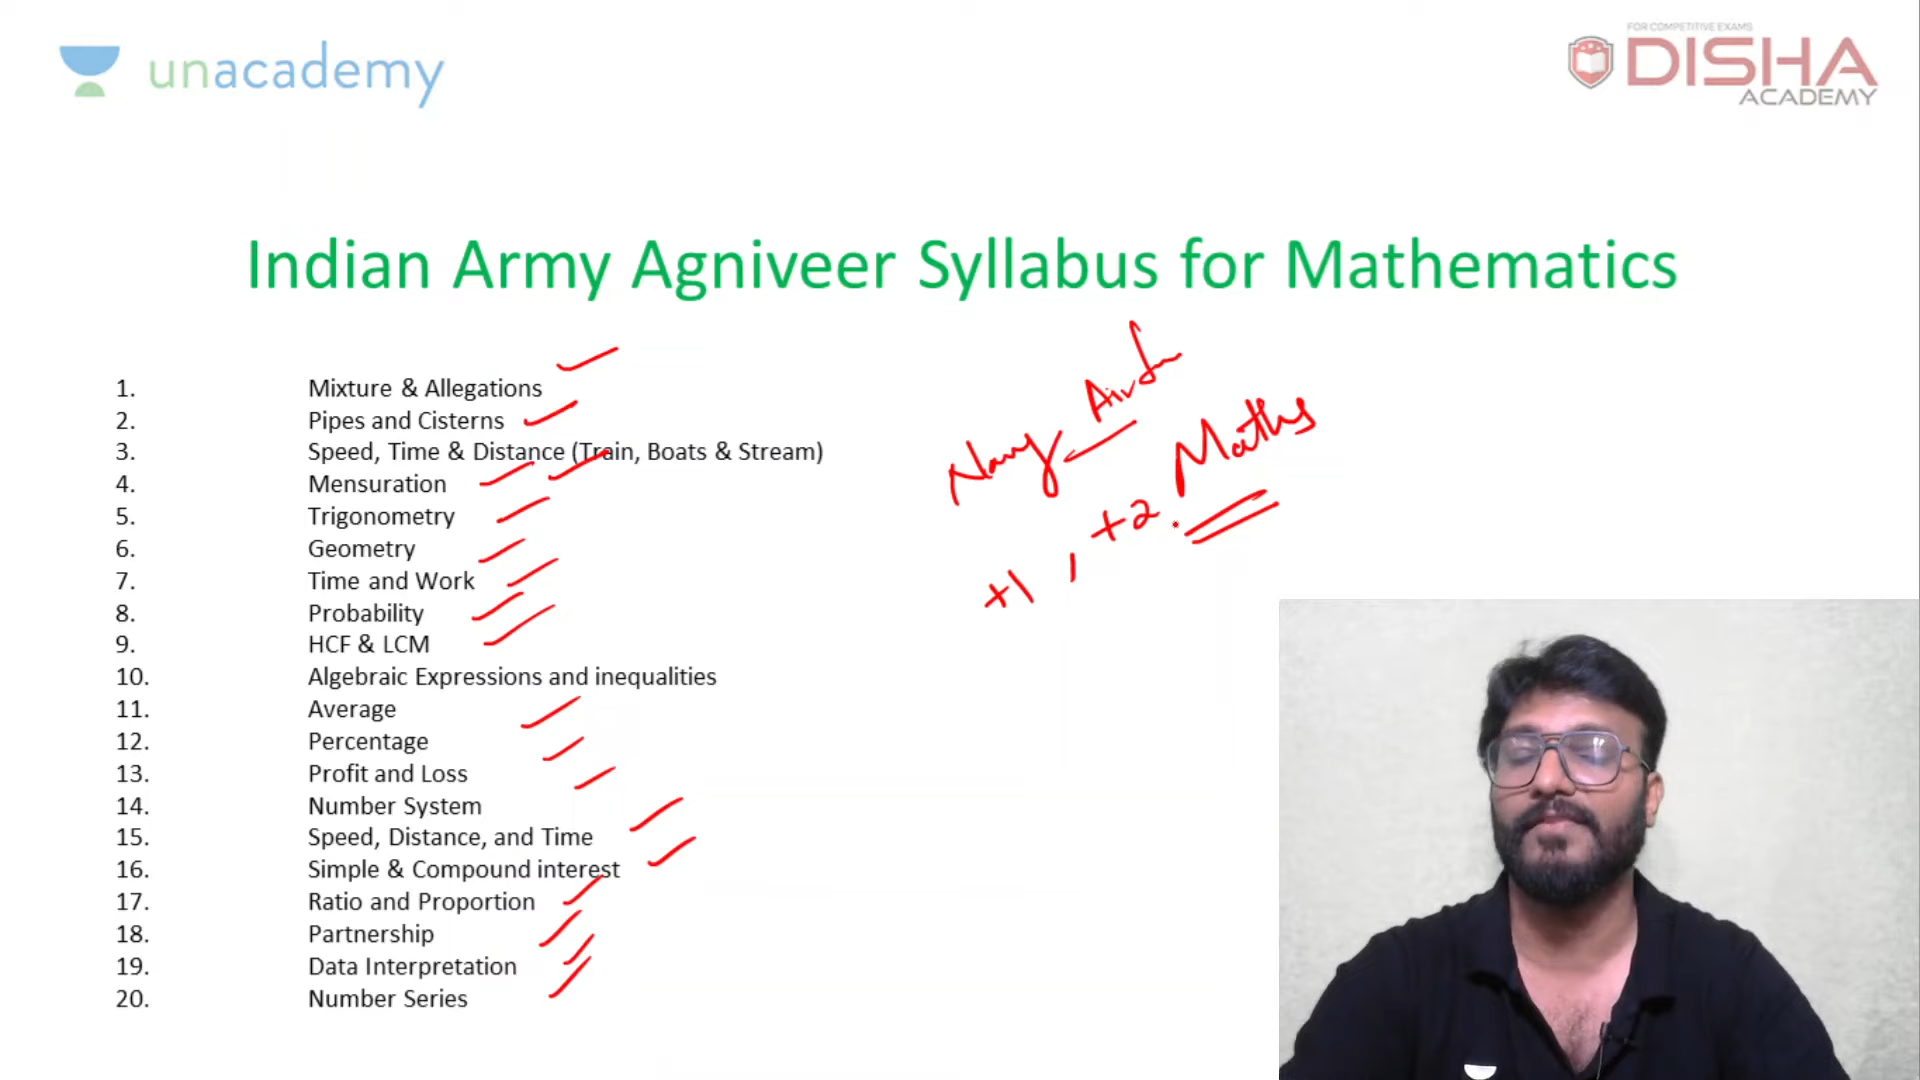 unacademy
FOR COMPETITIVE EXAMS
DISHA
ACADEMY
Indian Army Agniveer Syllabus for Mathematics
1. Mixture & Allegations
2. Pipes and Cisterns
3. Speed, Time & Distance (Train, Boats & Stream)
4. Mensuration
5. Trigonometry
6. Geometry
7. Time and Work
8. Probability
9. HCF & LCM
10. Algebraic Expressions and inequalities
11. Average
12. Percentage
13. Profit and Loss
14. Number System
15. Speed, Distance, and Time
16. Simple & Compound interest
17. Ratio and Proportion
18. Partnership
19. Data Interpretation
20. Number Series
Navy
Maths
+1 , +2